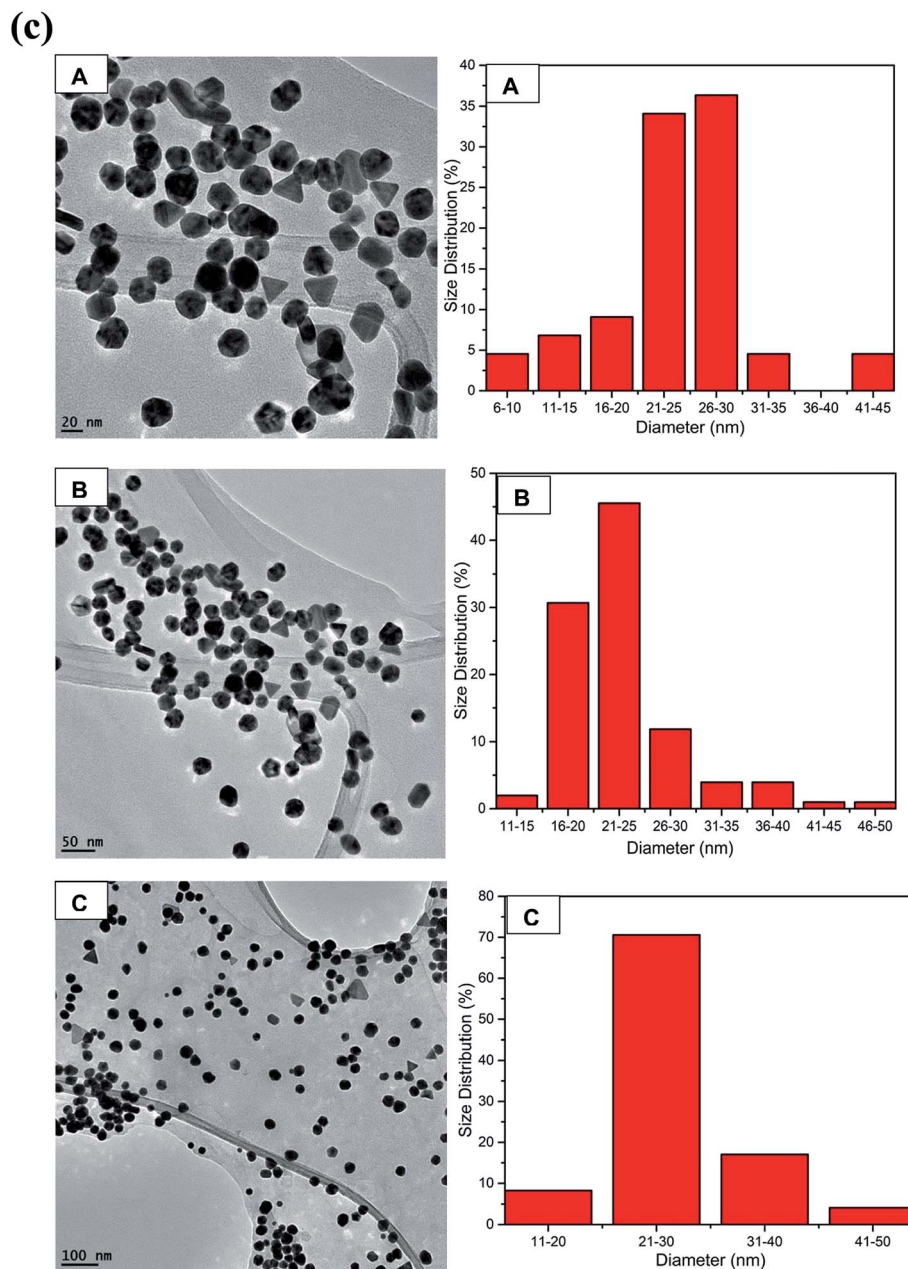 (c)
A
20 nm
A
Size Distribution (%)
40
35
30
25
20
15
10
5
0
6-10 11-15 16-20 21-25 26-30 31-35 36-40 41-45
Diameter (nm)
B
50 nm
B
Size Distribution (%)
50
40
30
20
10
0
11-15 16-20 21-25 26-30 31-35 36-40 41-45 46-50
Diameter (nm)
C
100 nm
C
Size Distribution (%)
80
70
60
50
40
30
20
10
0
11-20 21-30 31-40 41-50
Diameter (nm)